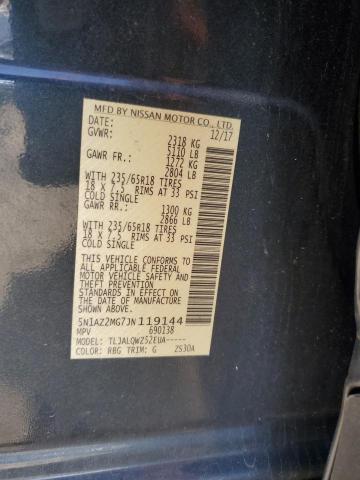 MFD BY NISSAN MOTOR CO., LTD.
DATE: 12/17
GVWR: 2318 KG
5110 LB
GAWR FR.: 1272 KG
2804 LB
WITH 235/65R18 TIRES
18 X 7.5 RIMS AT 33 PSI
COLD SINGLE
GAWR RR.: 1300 KG
2866 LB
WITH 235/65R18 TIRES
18 X 7.5 RIMS AT 33 PSI
COLD SINGLE
THIS VEHICLE CONFORMS TO
ALL APPLICABLE FEDERAL
MOTOR VEHICLE SAFETY AND
THEFT PREVENTION
STANDARDS IN EFFECT ON
THE DATE OF MANUFACTURE
SHOWN ABOVE.
5N1AZ2MG7JN119144
MPV 690138
MODEL: TLJALQWZ52EUA-----
COLOR: RBG TRIM: G ZS30A